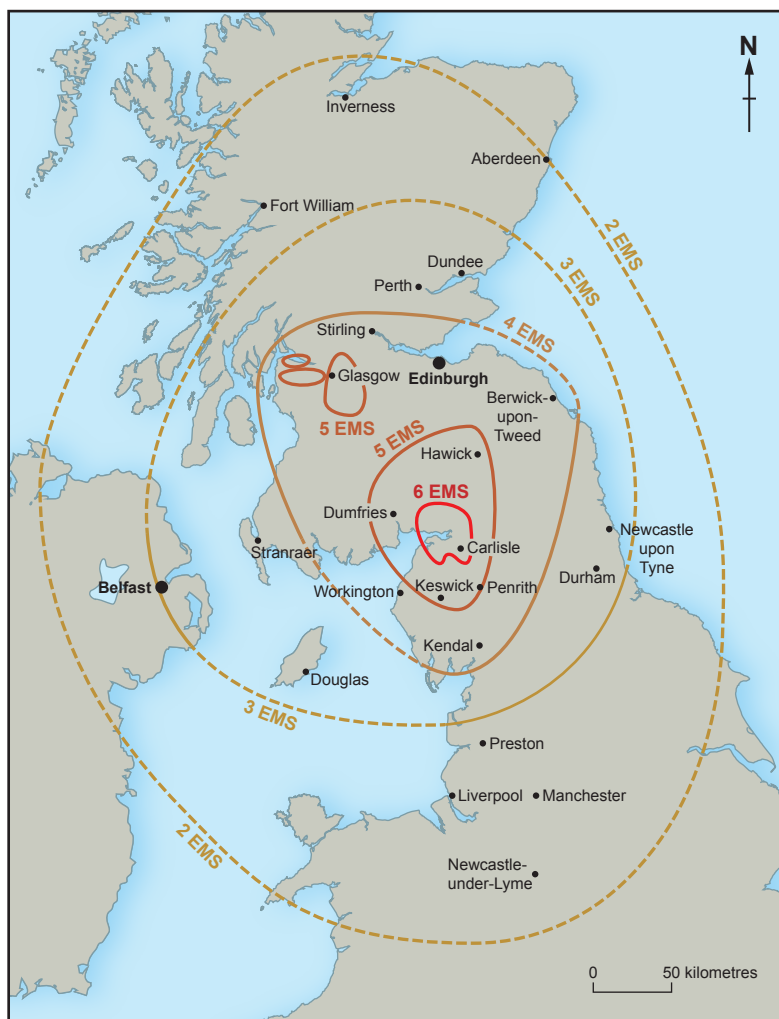 N
Inverness
Aberdeen
Fort William
2 EMS
3 EMS
Dundee
Perth
Stirling
4 EMS
Glasgow
Edinburgh
Berwick-
upon-
Tweed
5 EMS
5 EMS
Hawick
6 EMS
Dumfries
Newcastle
upon
Tyne
Stranraer
Carlisle
Durham
Belfast
Workington
Keswick
Penrith
Kendal
Douglas
3 EMS
Preston
Liverpool
Manchester
2 EMS
Newcastle-
under-Lyme
0
50 kilometres